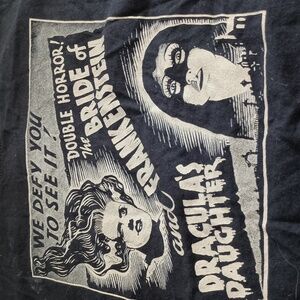 WE DEFY YOU
TO SEE IT!
DOUBLE HORROR!
The BRIDE of
FRANKENSTEIN
and
DRACULA'S
DAUGHTER